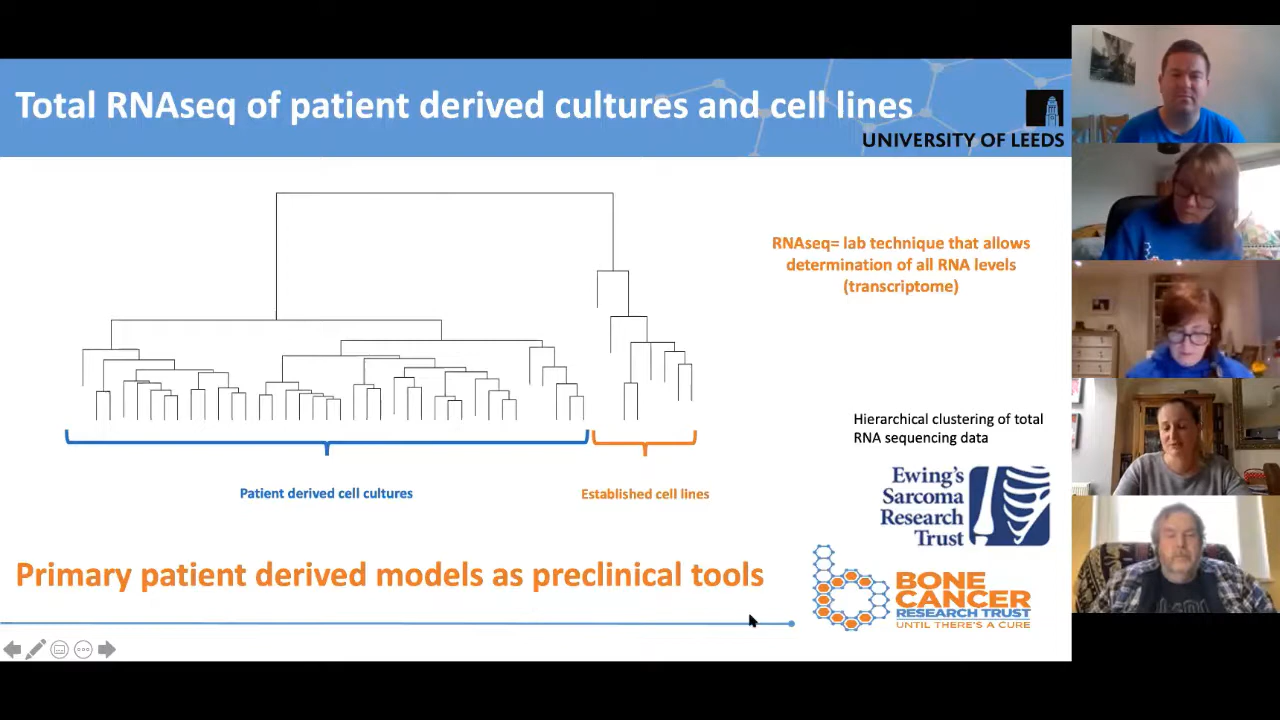 Total RNAseq of patient derived cultures and cell lines
UNIVERSITY OF LEEDS
RNAseq= lab technique that allows
determination of all RNA levels
(transcriptome)
Hierarchical clustering of total
RNA sequencing data
Patient derived cell cultures
Established cell lines
Ewing's
Sarcoma
Research
Trust
Primary patient derived models as preclinical tools
BONE
CANCER
RESEARCH TRUST
UNTIL THERE'S A CURE